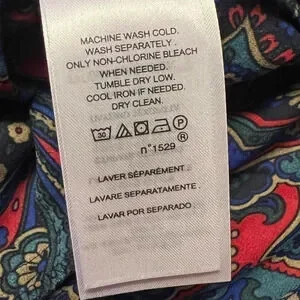 MACHINE WASH COLD.
WASH SEPARATELY .
ONLY NON-CHLORINE BLEACH
WHEN NEEDED.
TUMBLE DRY LOW.
COOL IRON IF NEEDED.
DRY CLEAN.
30 P
n°1529 ®
LAVER SÉPARÉMENT .
LAVARE SEPARATAMENTE .
LAVAR POR SEPARADO .